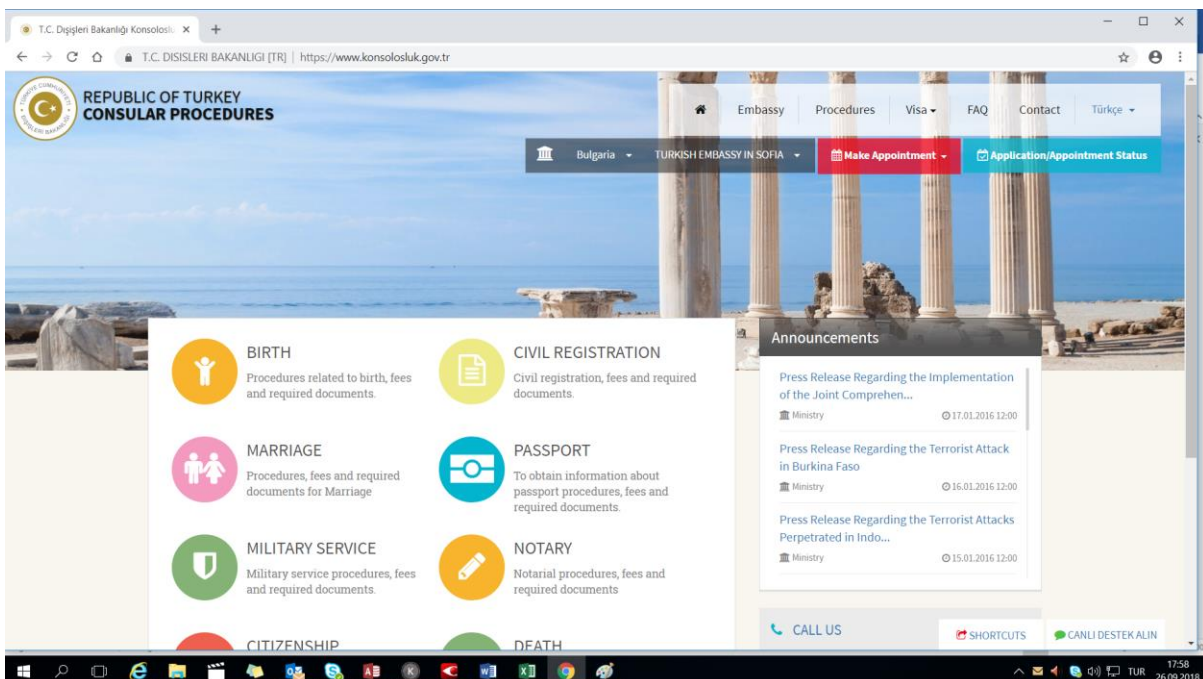 T.C. Dışişleri Bakanlığı Konsoloslu
T.C. DISISLERI BAKANLIGI [TR] | https://www.konsolosluk.gov.tr
REPUBLIC OF TURKEY
CONSULAR PROCEDURES
Embassy Procedures Visa FAQ Contact Türkçe
Bulgaria TURKISH EMBASSY IN SOFIA Make Appointment Application/Appointment Status
BIRTH
Procedures related to birth, fees
and required documents.
CIVIL REGISTRATION
Civil registration, fees and required
documents.
MARRIAGE
Procedures, fees and required
documents for Marriage
PASSPORT
To obtain information about
passport procedures, fees and
required documents.
MILITARY SERVICE
Military service procedures, fees
and required documents.
NOTARY
Notarial procedures, fees and
required documents
CITIZENSHIP
DEATH
Announcements
Press Release Regarding the Implementation
of the Joint Comprehen...
Ministry 17.01.2016 12:00
Press Release Regarding the Terrorist Attack
in Burkina Faso
Ministry 16.01.2016 12:00
Press Release Regarding the Terrorist Attacks
Perpetrated in Indo...
Ministry 15.01.2016 12:00
CALL US
SHORTCUTS
CANLI DESTEK ALIN
TUR
17:58
26.09.2018